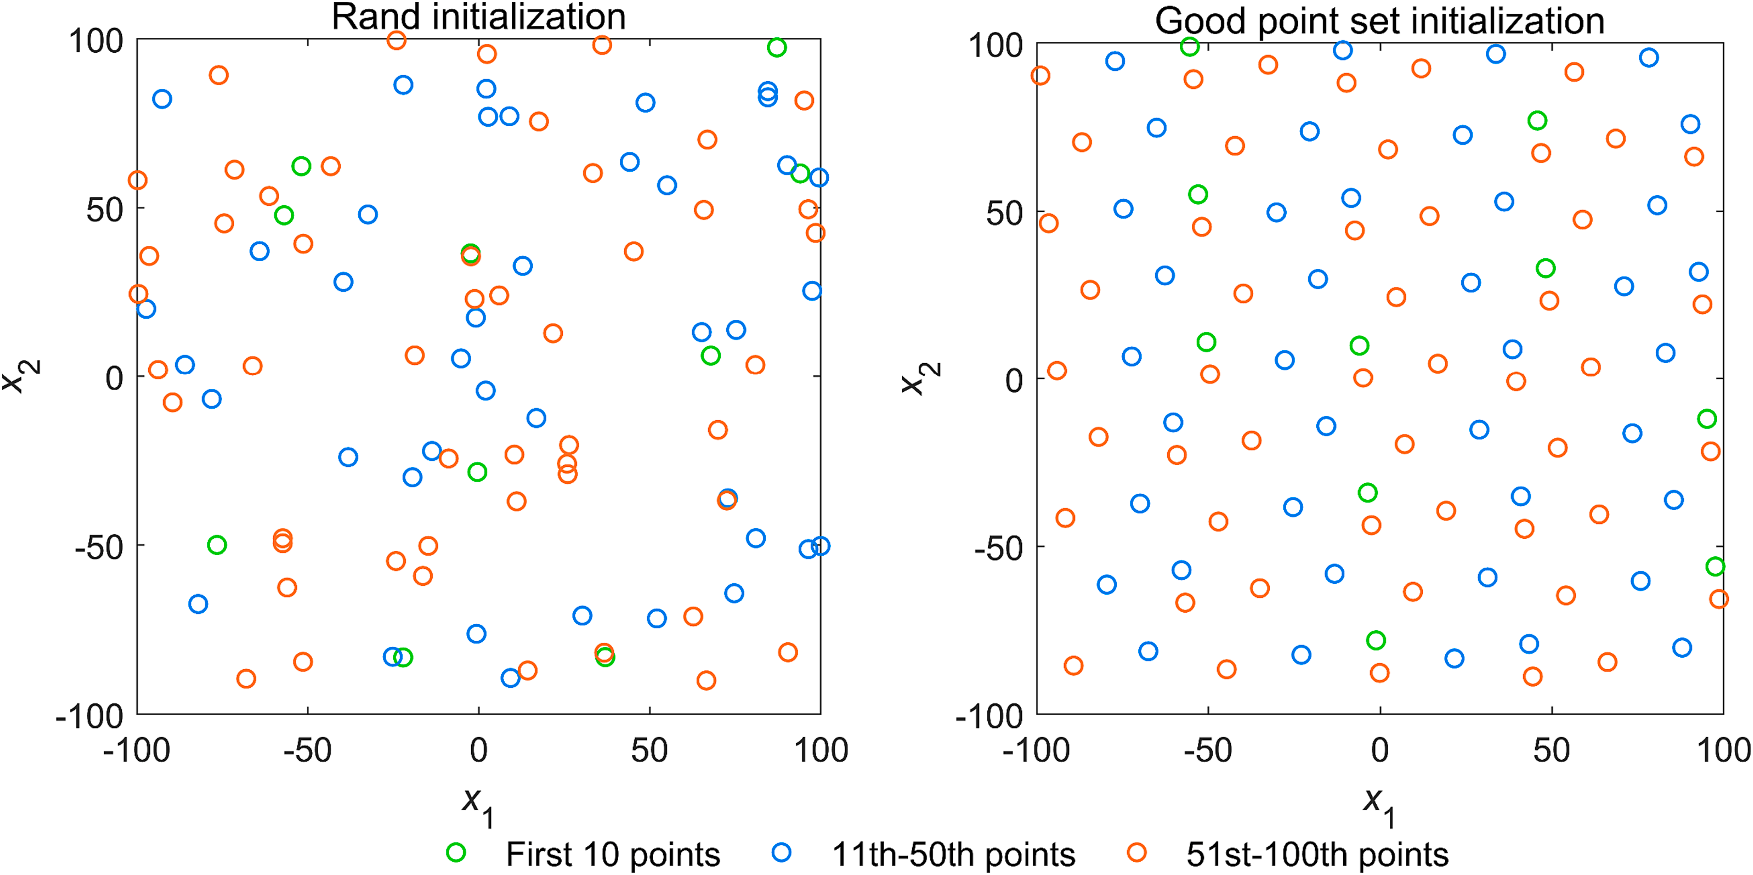 Rand initialization
100
50
0
-50
-100
-100 -50 0 50 100
x2
x1
Good point set initialization
100
50
0
-50
-100
-100 -50 0 50 100
x2
x1
First 10 points 11th-50th points 51st-100th points